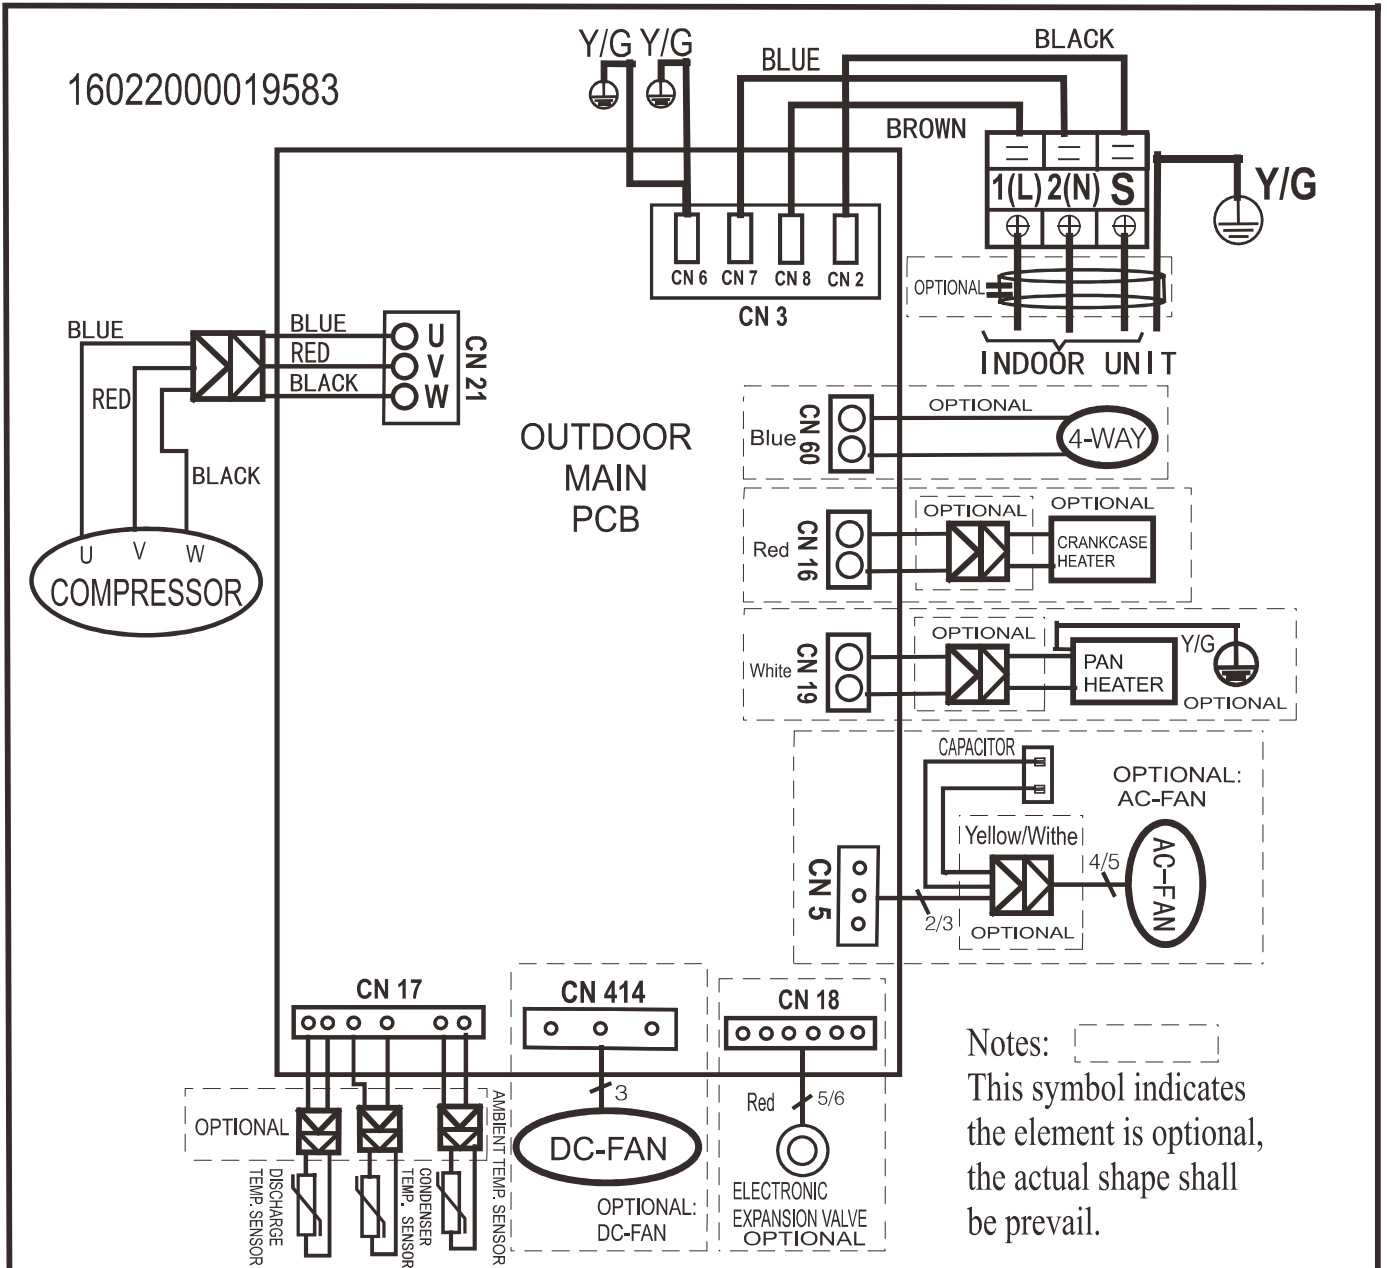 16022000019583
Y/G Y/G
BLUE
BLACK
BROWN
1(L) 2(N) S
Y/G
CN 6 CN 7 CN 8 CN 2
CN 3
OPTIONAL
INDOOR UNIT
BLUE
RED
BLACK
BLUE
RED
BLACK
U
V
W
CN 21
U V W
COMPRESSOR
OUTDOOR
MAIN
PCB
Blue
CN 60
OPTIONAL
4-WAY
Red
CN 16
OPTIONAL
OPTIONAL
CRANKCASE
HEATER
White
CN 19
OPTIONAL
PAN
HEATER
Y/G
OPTIONAL
CAPACITOR
OPTIONAL:
AC-FAN
Yellow/Withe
CN 5
2/3
OPTIONAL
4/5
AC-FAN
CN 17
OPTIONAL
DISCHARGE
TEMP. SENSOR
CONDENSER
TEMP. SENSOR
AMBIENT TEMP. SENSOR
CN 414
3
DC-FAN
OPTIONAL:
DC-FAN
CN 18
Red
5/6
ELECTRONIC
EXPANSION VALVE
OPTIONAL
Notes:
This symbol indicates
the element is optional,
the actual shape shall
be prevail.